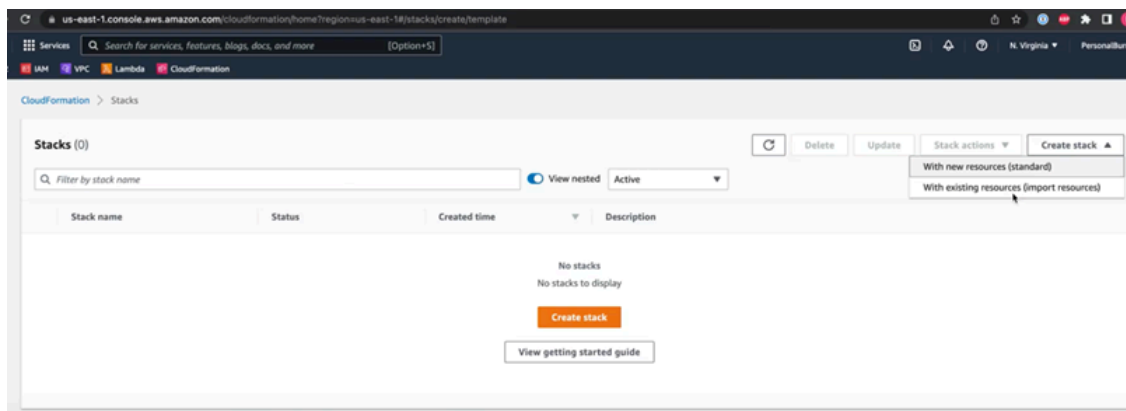 us-east-1.console.aws.amazon.com/cloudformation/home?region=us-east-1#/stacks/create/template
Services Search for services, features, blogs, docs, and more [Option+S] N. Virginia
IAM VPC Lambda CloudFormation
CloudFormation > Stacks
Stacks (0) Delete Update Stack actions Create stack
With new resources (standard)
Filter by stack name View nested Active
With existing resources (import resources)
Stack name Status Created time Description
No stacks
No stacks to display
Create stack
View getting started guide